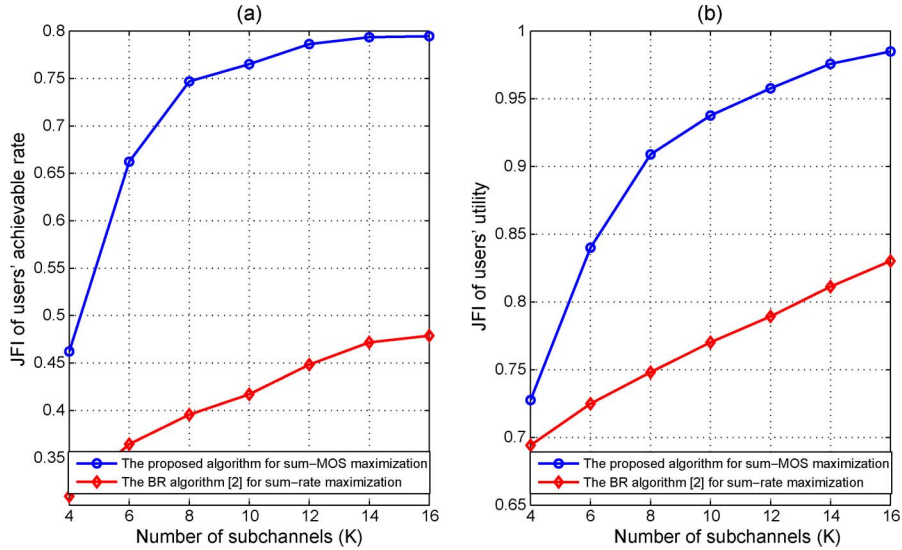 (a)
JFI of users' achievable rate
0.8
0.75
0.7
0.65
0.6
0.55
0.5
0.45
0.4
0.35
The proposed algorithm for sum−MOS maximization
The BR algorithm [2] for sum−rate maximization
4 6 8 10 12 14 16
Number of subchannels (K)
(b)
JFI of users' utility
1
0.95
0.9
0.85
0.8
0.75
0.7
0.65
The proposed algorithm for sum−MOS maximization
The BR algorithm [2] for sum−rate maximization
4 6 8 10 12 14 16
Number of subchannels (K)